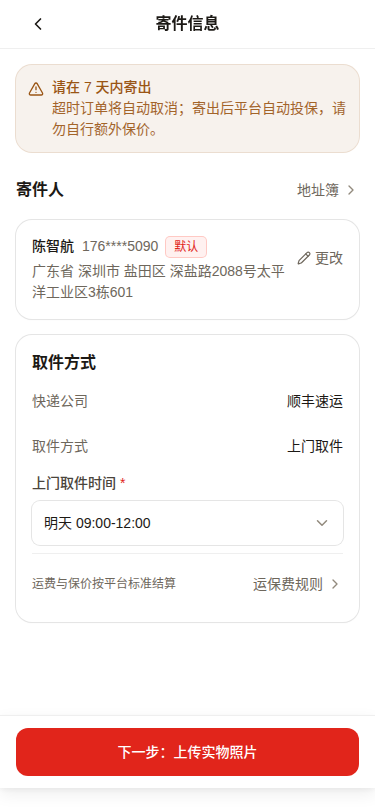 寄件信息
请在 7 天内寄出
超时订单将自动取消；寄出后平台自动投保，请
勿自行额外保价。
寄件人
地址簿
陈智航 176****5090 默认
广东省 深圳市 盐田区 深盐路2088号太平
洋工业区3栋601
更改
取件方式
快递公司 顺丰速运
取件方式 上门取件
上门取件时间 *
明天 09:00-12:00
运费与保价按平台标准结算 运保费规则
下一步：上传实物照片